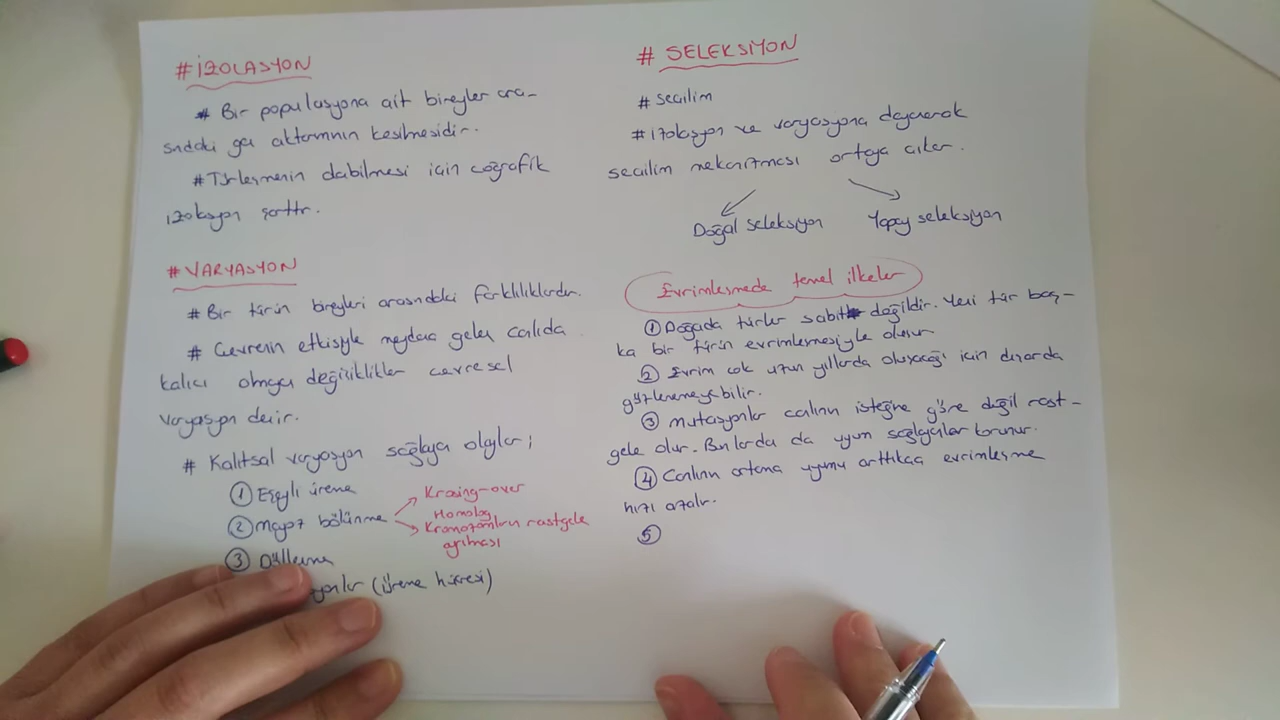 # İZOLASYON
# Bir populasyona ait bireyler ara-
sındaki gen aktarımının kesilmesidir.
# Türleşmenin olabilmesi için coğrafik
izolasyon şarttır.
# VARYASYON
# Bir türün bireyleri arasındaki farklılıklardır.
# Çevrenin etkisiyle meydana gelen canlıda
kalıcı olmayan değişiklikler çevresel
varyasyon denir.
# Kalıtsal varyasyon sağlayan olaylar;
① Eşeyli üreme
② Mayoz bölünme
Krosing-over
Homolog
Kromozomların rastgele
ayrılması
③ Döllenme
yonlar (üreme hücresi)
# SELEKSİYON
# seçilim
# izolasyon ve varyasyona dayanarak
seçilim mekanizması ortaya çıkar.
Doğal seleksiyon Yapay seleksiyon
Evrimleşmede temel ilkeler
① Doğada türler sabit değildir. Yeni tür baş-
ka bir türün evrimleşmesiyle oluşur
② Evrim çok uzun yıllarda oluşacağı için dışarda
gözlenemeyebilir.
③ mutasyonlar canlının isteğine göre değil rast-
gele olur. Bunlarda da uyum sağlayanlar korunur.
④ Canlının ortama uyumu arttıkça evrimleşme
hızı azalır.
⑤